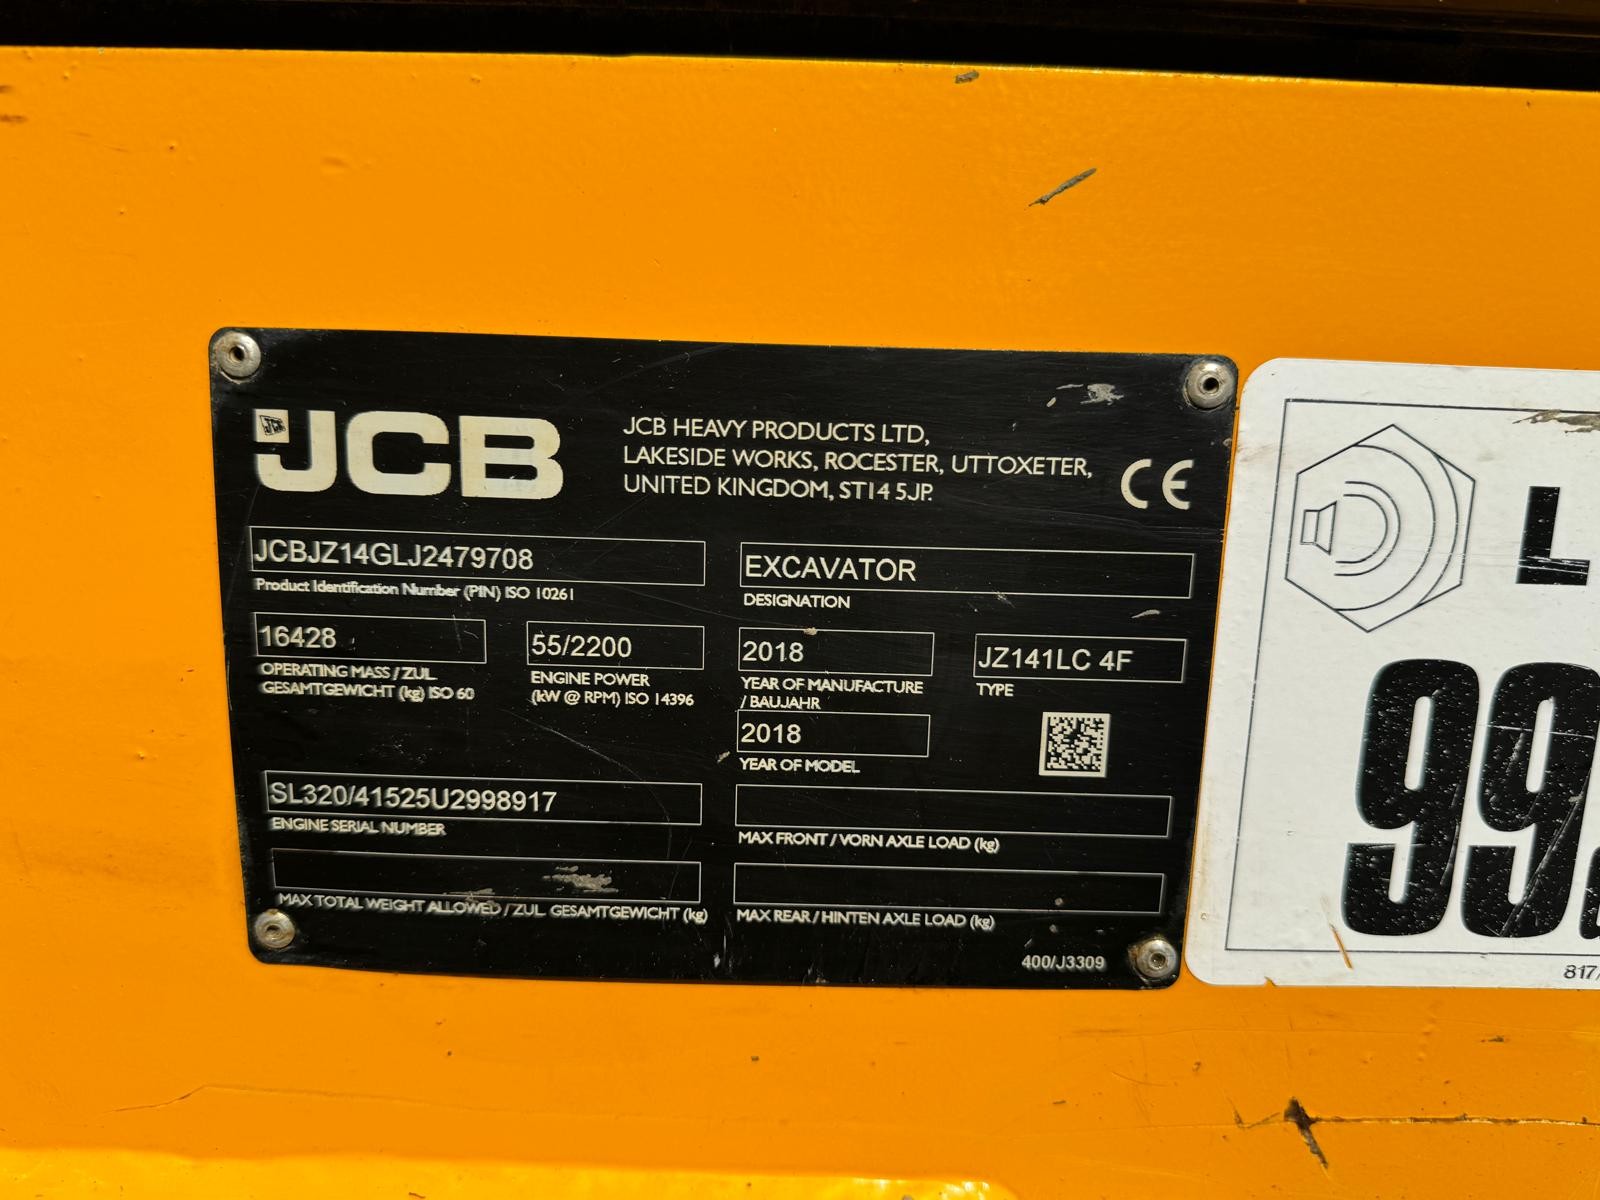 JCB
JCB HEAVY PRODUCTS LTD,
LAKESIDE WORKS, ROCESTER, UTTOXETER,
UNITED KINGDOM, ST14 5JP.
CE
JCBJZ14GLJ2479708
Product Identification Number (PIN) ISO 10261
EXCAVATOR
DESIGNATION
16428
OPERATING MASS / ZUL
GESAMTGEWICHT (kg) ISO 60
55/2200
ENGINE POWER
(kW @ RPM) ISO 14396
2018
YEAR OF MANUFACTURE
/ BAUJAHR
JZ141LC 4F
TYPE
2018
YEAR OF MODEL
SL320/41525U2998917
ENGINE SERIAL NUMBER
MAX FRONT / VORN AXLE LOAD (kg)
MAX TOTAL WEIGHT ALLOWED / ZUL. GESAMTGEWICHT (kg)
MAX REAR / HINTEN AXLE LOAD (kg)
400/J3309
L
99
817/